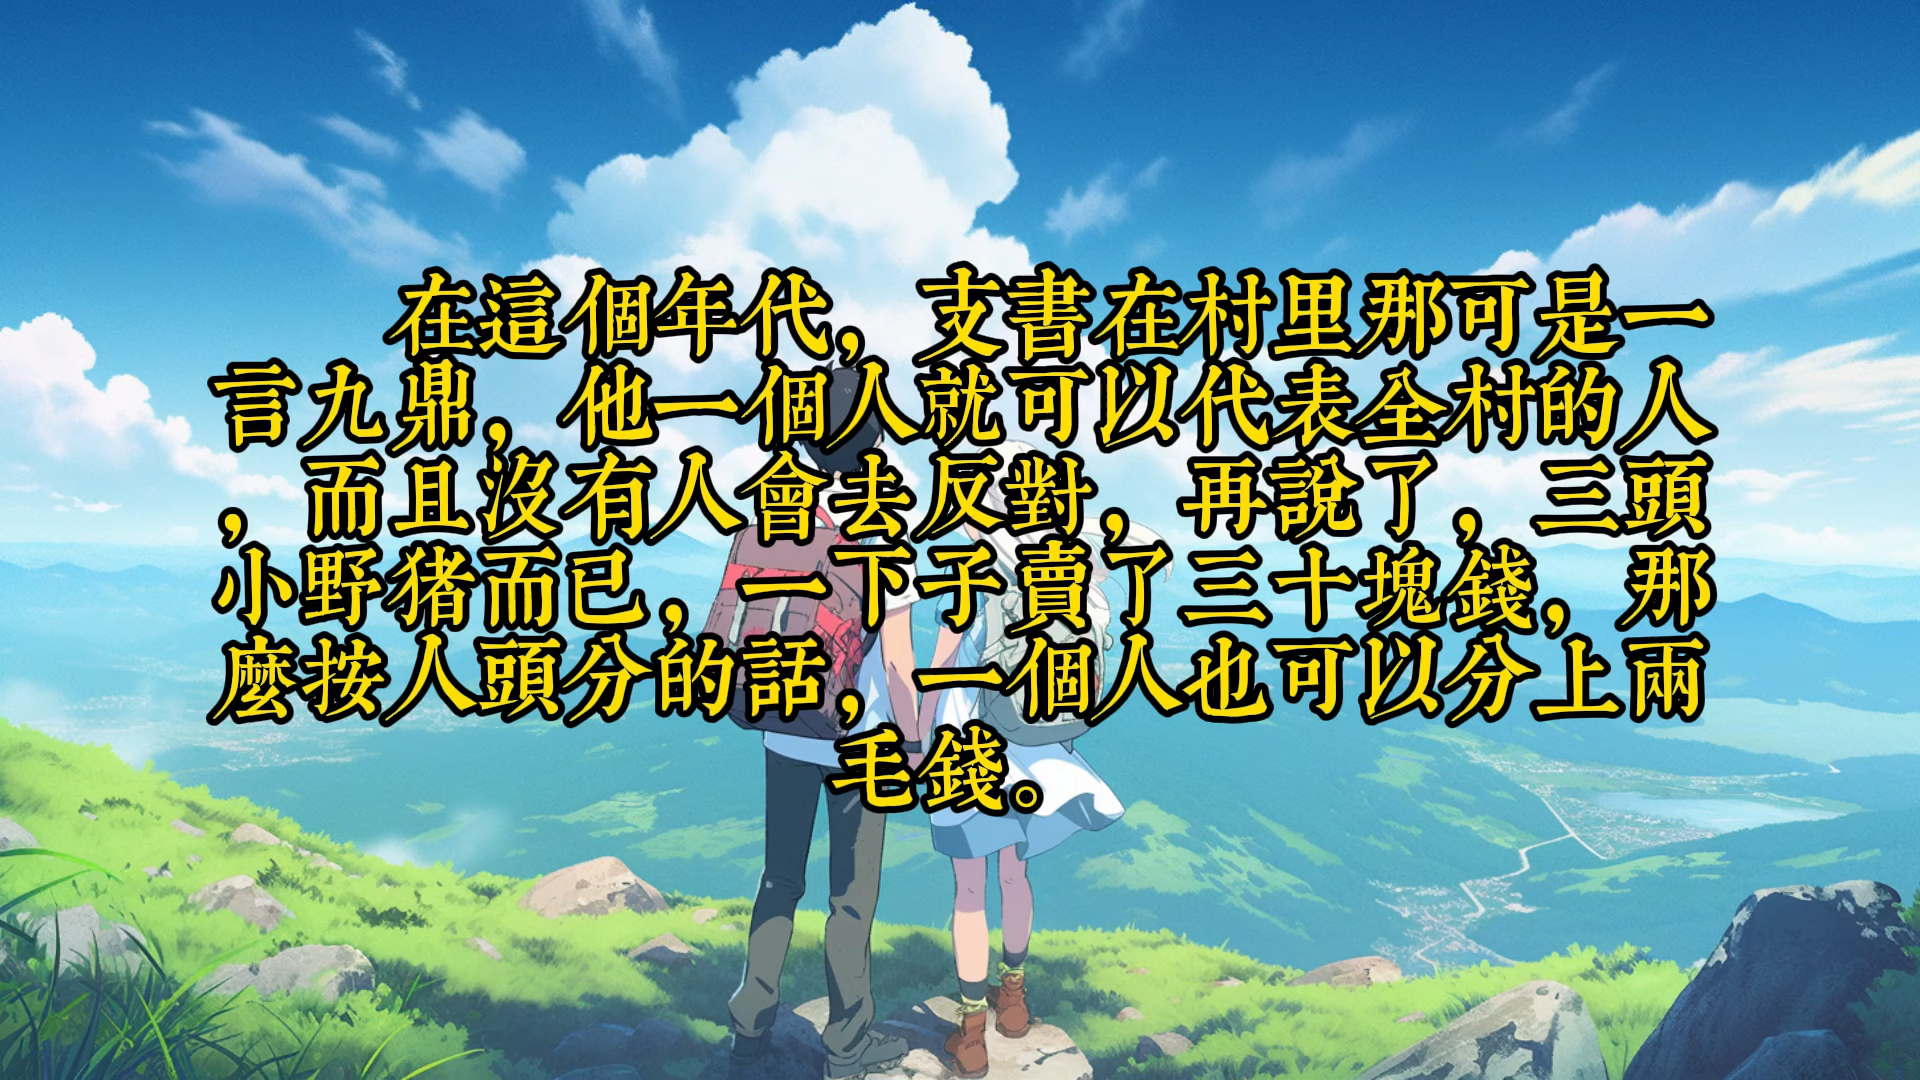 在這個年代，支書在村里那可是一
言九鼎，他一個人就可以代表全村的人
，而且沒有人會去反對，再說了，三頭
小野猪而已，一下子賣了三十塊錢，那
麼按人頭分的話，一個人也可以分上兩
毛錢。